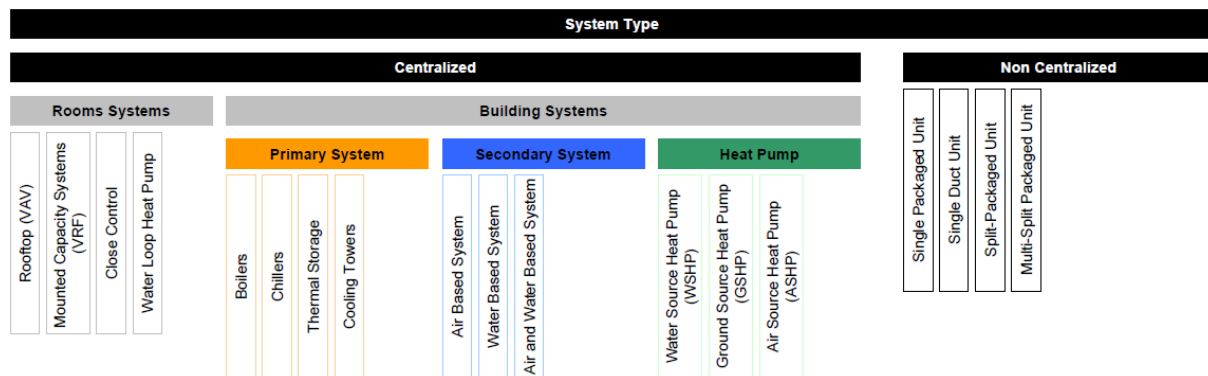 System Type
Centralized
Non Centralized
Rooms Systems
Building Systems
Primary System
Secondary System
Heat Pump
Rooftop (VAV)
Mounted Capacity Systems
(VRF)
Close Control
Water Loop Heat Pump
Boilers
Chillers
Thermal Storage
Cooling Towers
Air Based System
Water Based System
Air and Water Based System
Water Source Heat Pump
(WSHP)
Ground Source Heat Pump
(GSHP)
Air Source Heat Pump
(ASHP)
Single Packaged Unit
Single Duct Unit
Split-Packaged Unit
Multi-Split Packaged Unit